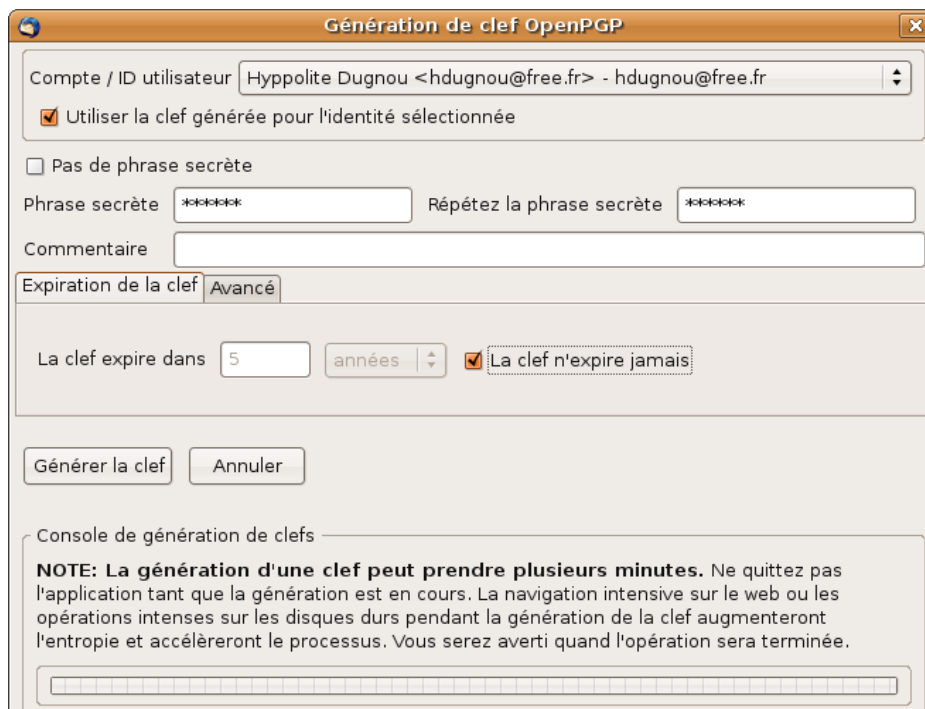 Génération de clef OpenPGP
Compte / ID utilisateur Hyppolite Dugnou <hdugnou@free.fr> - hdugnou@free.fr
Utiliser la clef générée pour l'identité sélectionnée
Pas de phrase secrète
Phrase secrète ******* Répétez la phrase secrète *******
Commentaire
Expiration de la clef Avancé
La clef expire dans 5 années La clef n'expire jamais
Générer la clef Annuler
Console de génération de clefs
NOTE: La génération d'une clef peut prendre plusieurs minutes. Ne quittez pas
l'application tant que la génération est en cours. La navigation intensive sur le web ou les
opérations intenses sur les disques durs pendant la génération de la clef augmenteront
l'entropie et accélèreront le processus. Vous serez averti quand l'opération sera terminée.